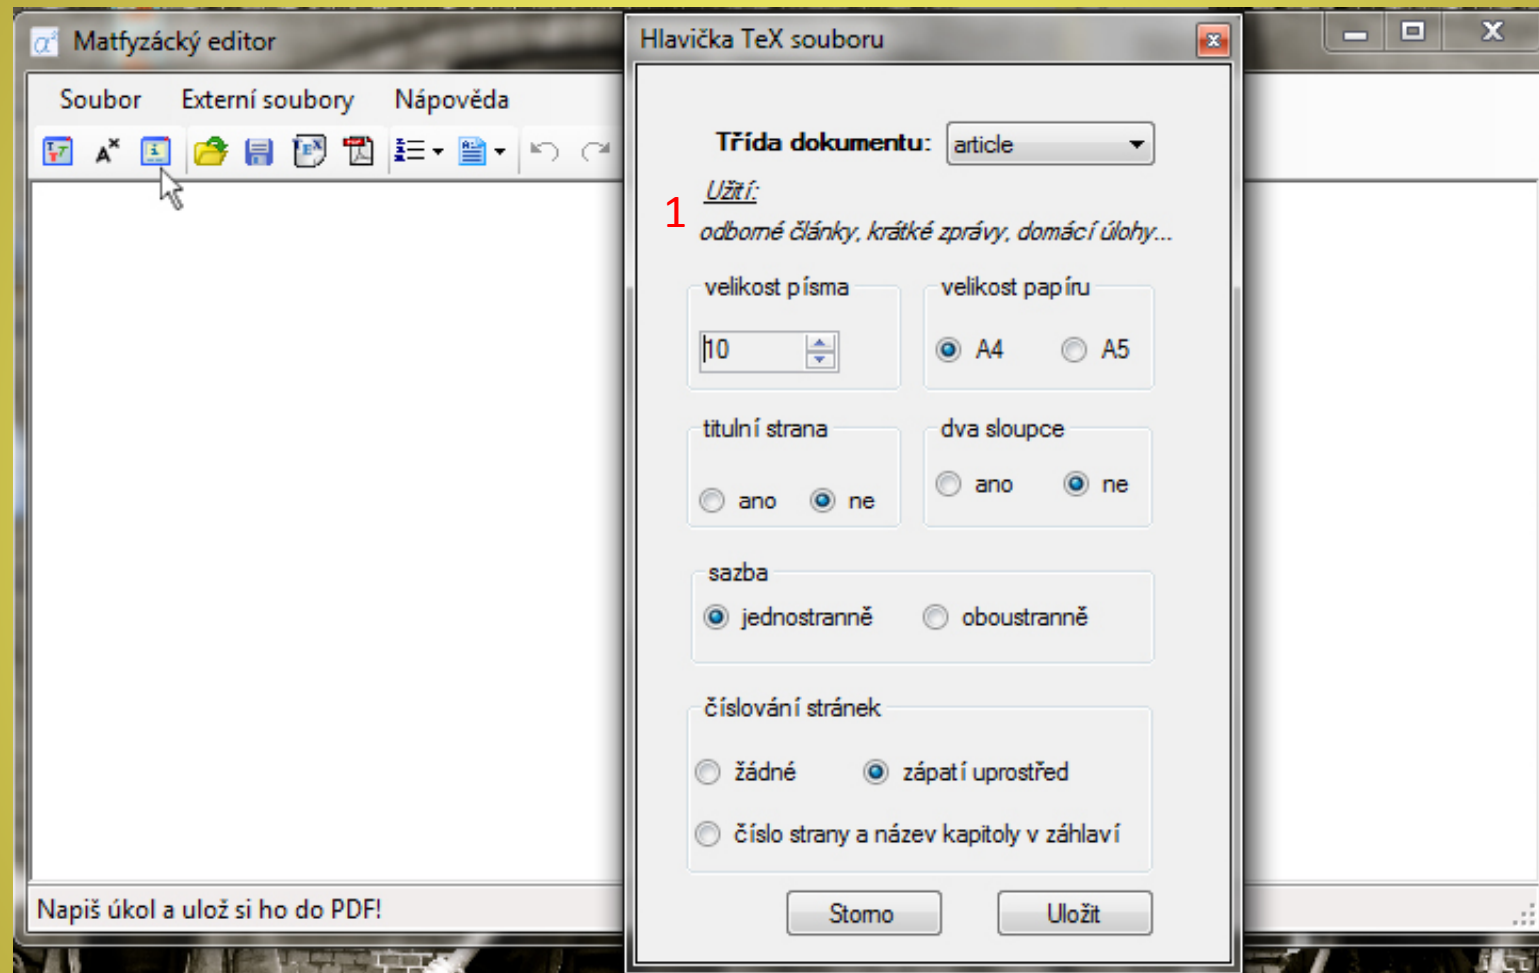 Matfyzácký editor
Soubor Externí soubory Nápověda
Napiš úkol a ulož si ho do PDF!
Hlavička TeX souboru
Třída dokumentu: article
Užití:
1
odborné články, krátké zprávy, domácí úlohy...
velikost písma velikost papíru
10 A4 A5
titulní strana dva sloupce
ano ne ano ne
sazba
jednostranně oboustranně
číslování stránek
žádné zápatí uprostřed
číslo strany a název kapitoly v záhlaví
Storno Uložit